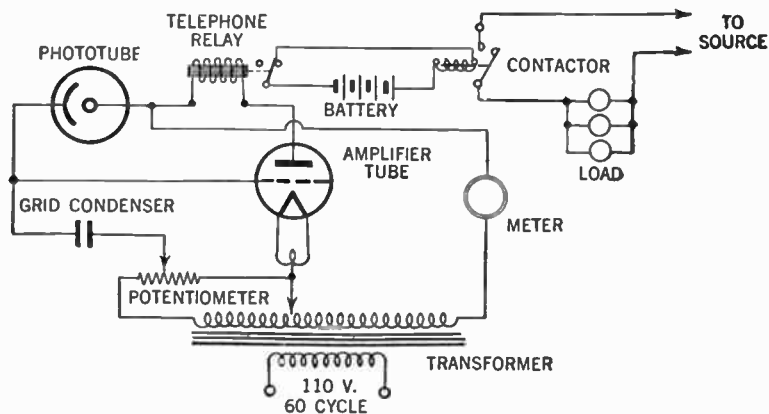 TELEPHONE
RELAY
PHOTOTUBE
TO
SOURCE
CONTACTOR
BATTERY
AMPLIFIER
TUBE
LOAD
GRID CONDENSER
METER
POTENTIOMETER
TRANSFORMER
110 V.
60 CYCLE